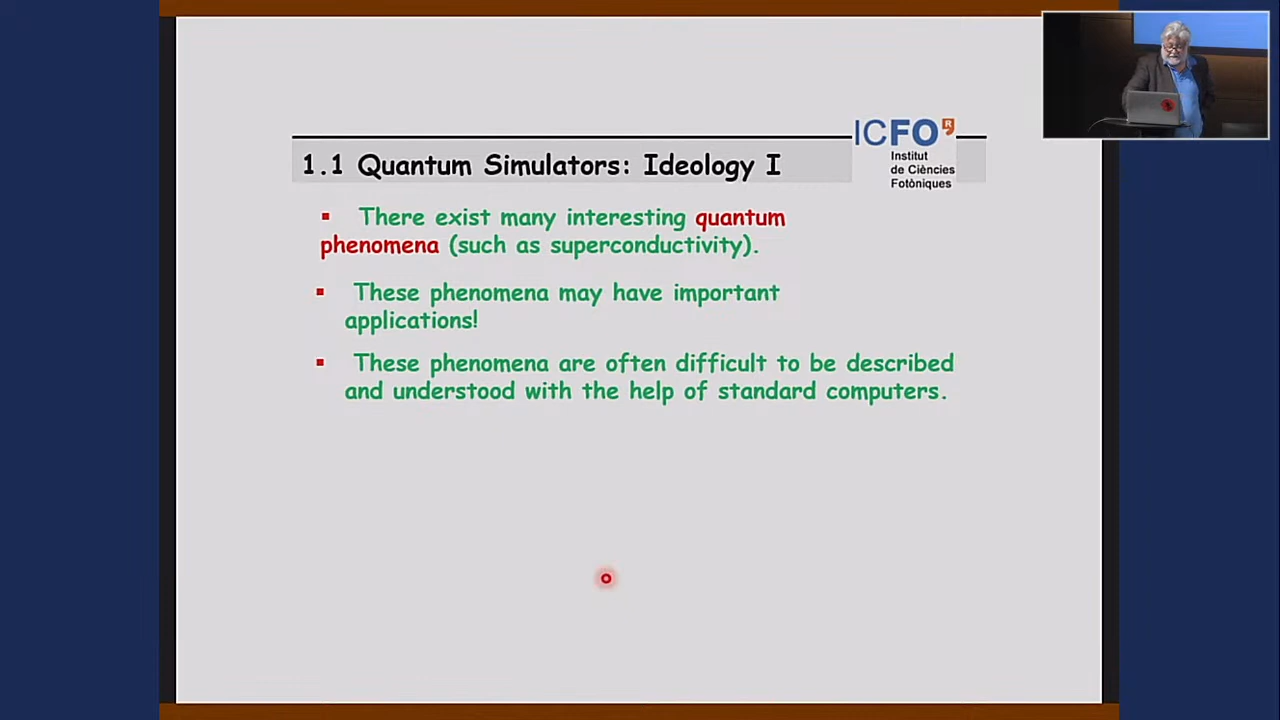 ICFO
R
Institut
de Ciències
Fotòniques
1.1 Quantum Simulators: Ideology I
There exist many interesting quantum
phenomena (such as superconductivity).
These phenomena may have important
applications!
These phenomena are often difficult to be described
and understood with the help of standard computers.